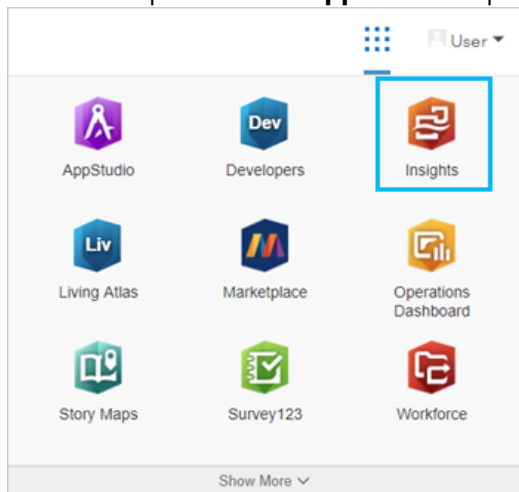 User
AppStudio
Dev
Developers
Insights
Liv
Living Atlas
Marketplace
Operations
Dashboard
Story Maps
Survey123
Workforce
Show More